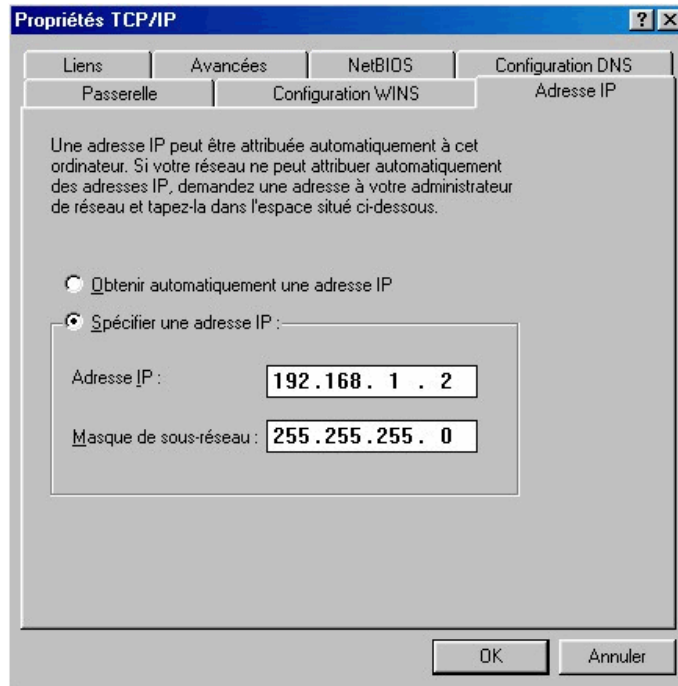 Propriétés TCP/IP
Liens Avancées NetBIOS Configuration DNS
Passerelle Configuration WINS Adresse IP
Une adresse IP peut être attribuée automatiquement à cet
ordinateur. Si votre réseau ne peut attribuer automatiquement
des adresses IP, demandez une adresse à votre administrateur
de réseau et tapez-la dans l'espace situé ci-dessous.
Obtenir automatiquement une adresse IP
Spécifier une adresse IP :
Adresse IP : 192.168. 1 . 2
Masque de sous-réseau : 255.255.255. 0
OK Annuler